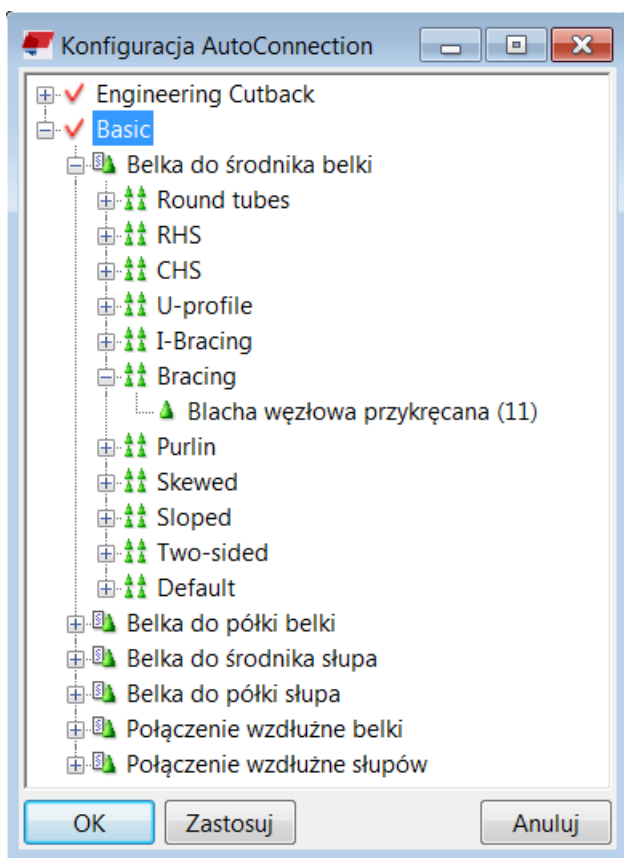 Konfiguracja AutoConnection
Engineering Cutback
Basic
Belka do środnika belki
Round tubes
RHS
CHS
U-profile
I-Bracing
Bracing
Blacha węzłowa przykręcana (11)
Purlin
Skewed
Sloped
Two-sided
Default
Belka do półki belki
Belka do środnika słupa
Belka do półki słupa
Połączenie wzdłużne belki
Połączenie wzdłużne słupów
OK Zastosuj Anuluj